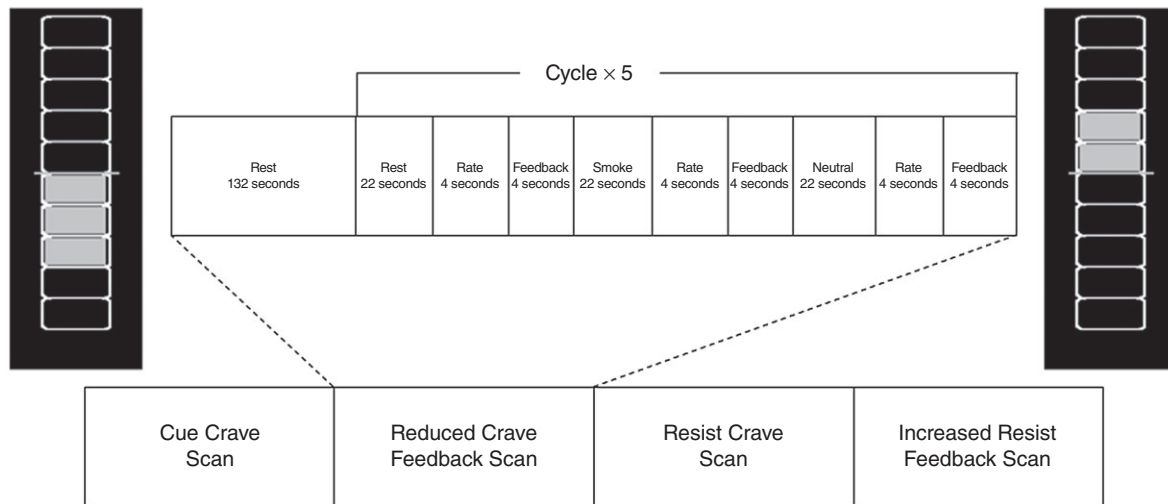 Cycle × 5
Rest
132 seconds
Rest
22 seconds
Rate
4 seconds
Feedback
4 seconds
Smoke
22 seconds
Rate
4 seconds
Feedback
4 seconds
Neutral
22 seconds
Rate
4 seconds
Feedback
4 seconds
Cue Crave
Scan
Reduced Crave
Feedback Scan
Resist Crave
Scan
Increased Resist
Feedback Scan